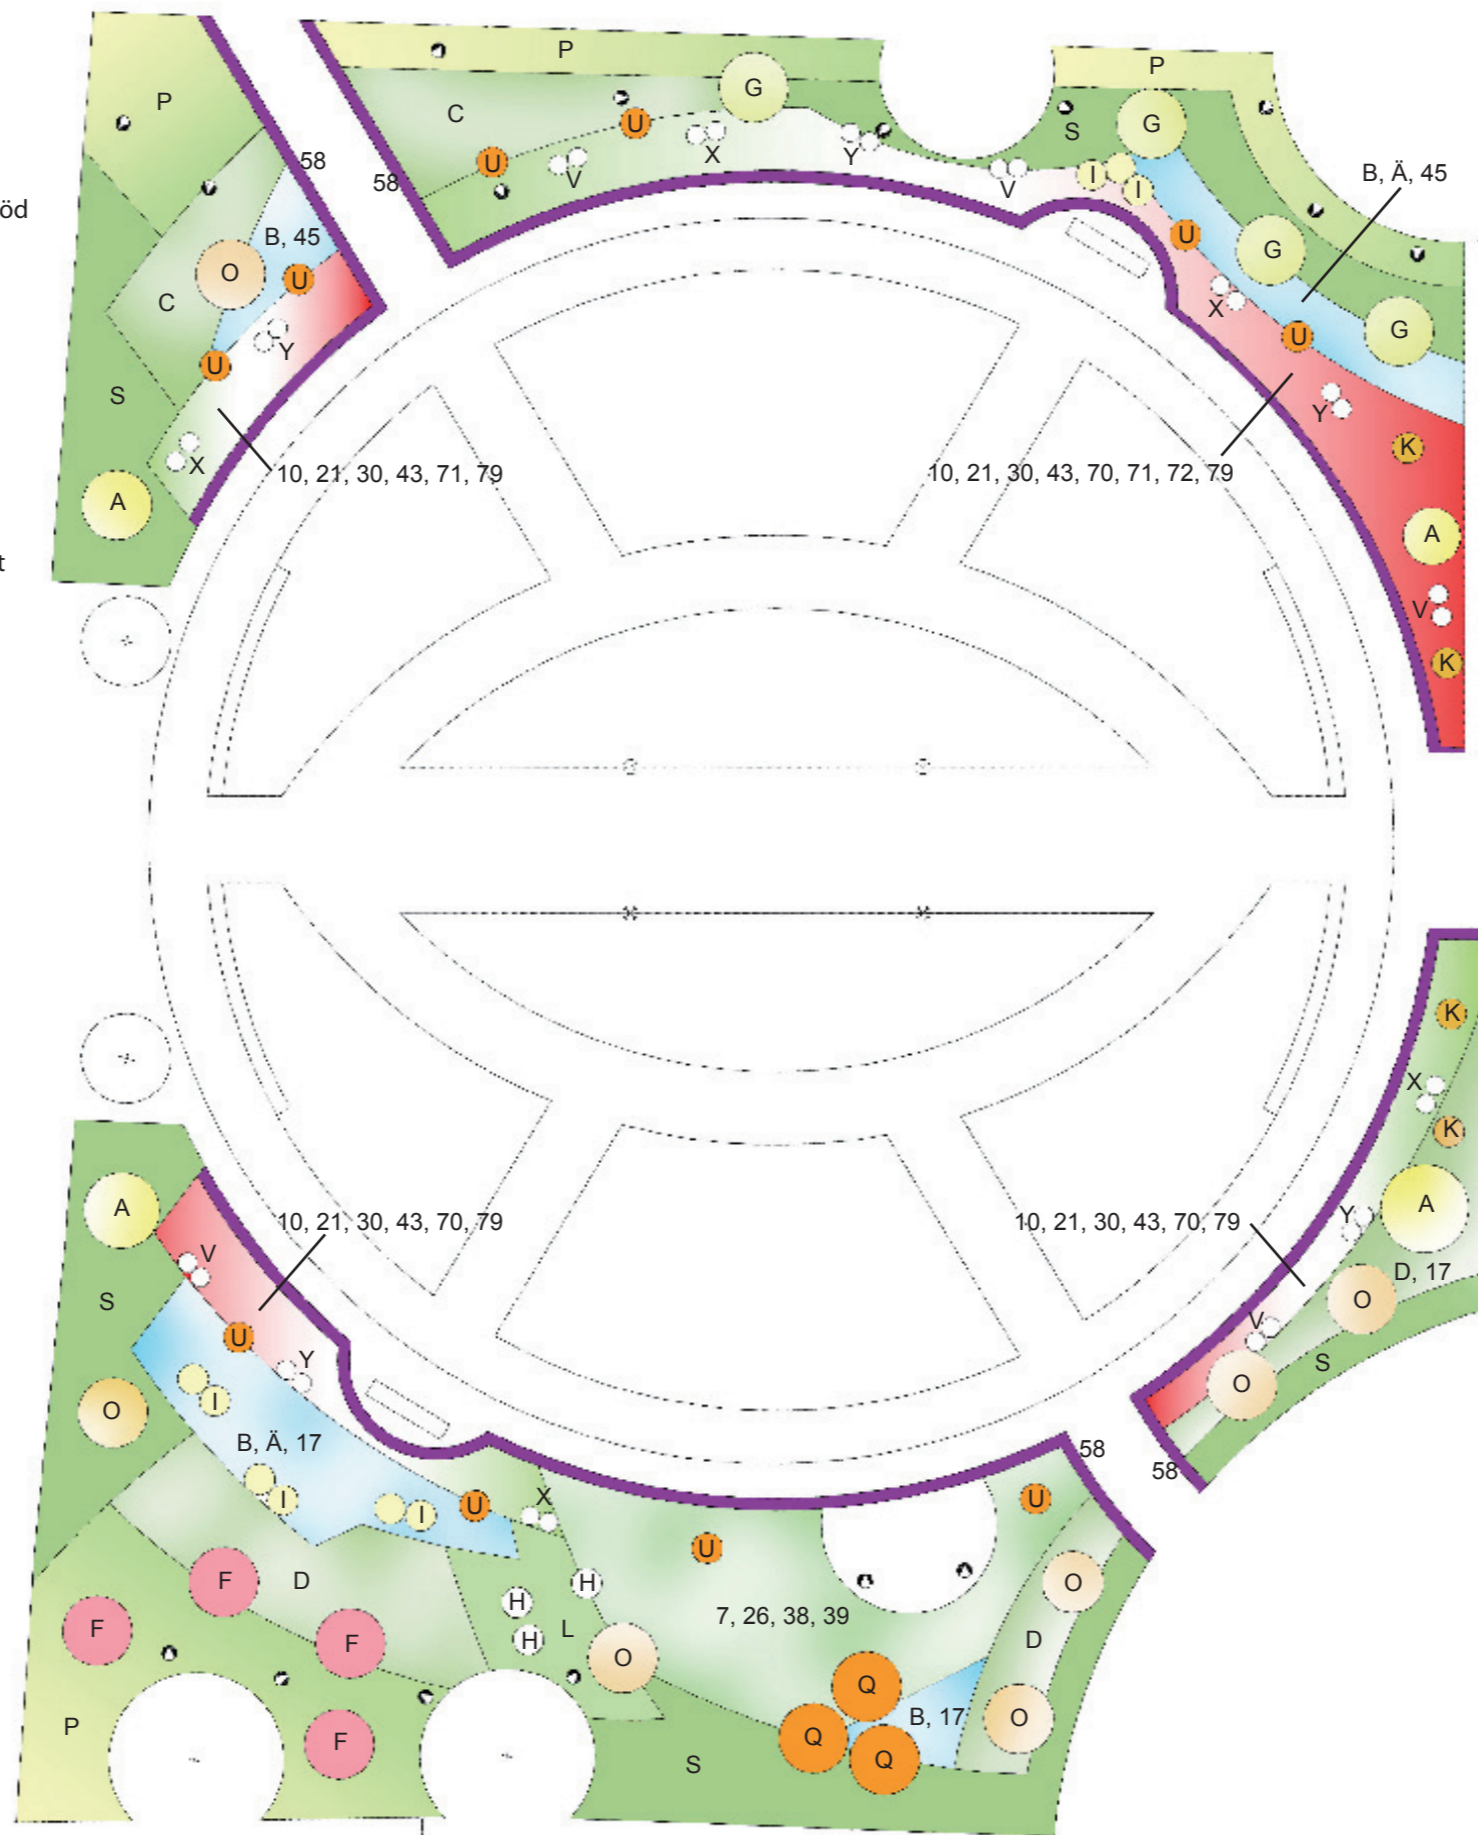 P
P
P
G
C
U
S
G
58
U
X
Y
öd
58
V
V
I
I
B, Ä, 45
B, 45
U
G
O
U
C
X
U
G
Y
U
S
Y
K
X
10, 21, 30, 43, 71, 79
10, 21, 30, 43, 70, 71, 72, 79
A
A
t
V
K
K
X
K
A
A
Y
10, 21, 30, 43, 70, 79
10, 21, 30, 43, 70, 79
V
D, 17
S
O
U
V
Y
S
I
O
O
B, Ä, 17
58
58
I
I
U
X
U
U
F
D
H
O
H
F
F
H
L
7, 26, 38, 39
D
O
Q
P
F
Q
B, 17
O
S
Q